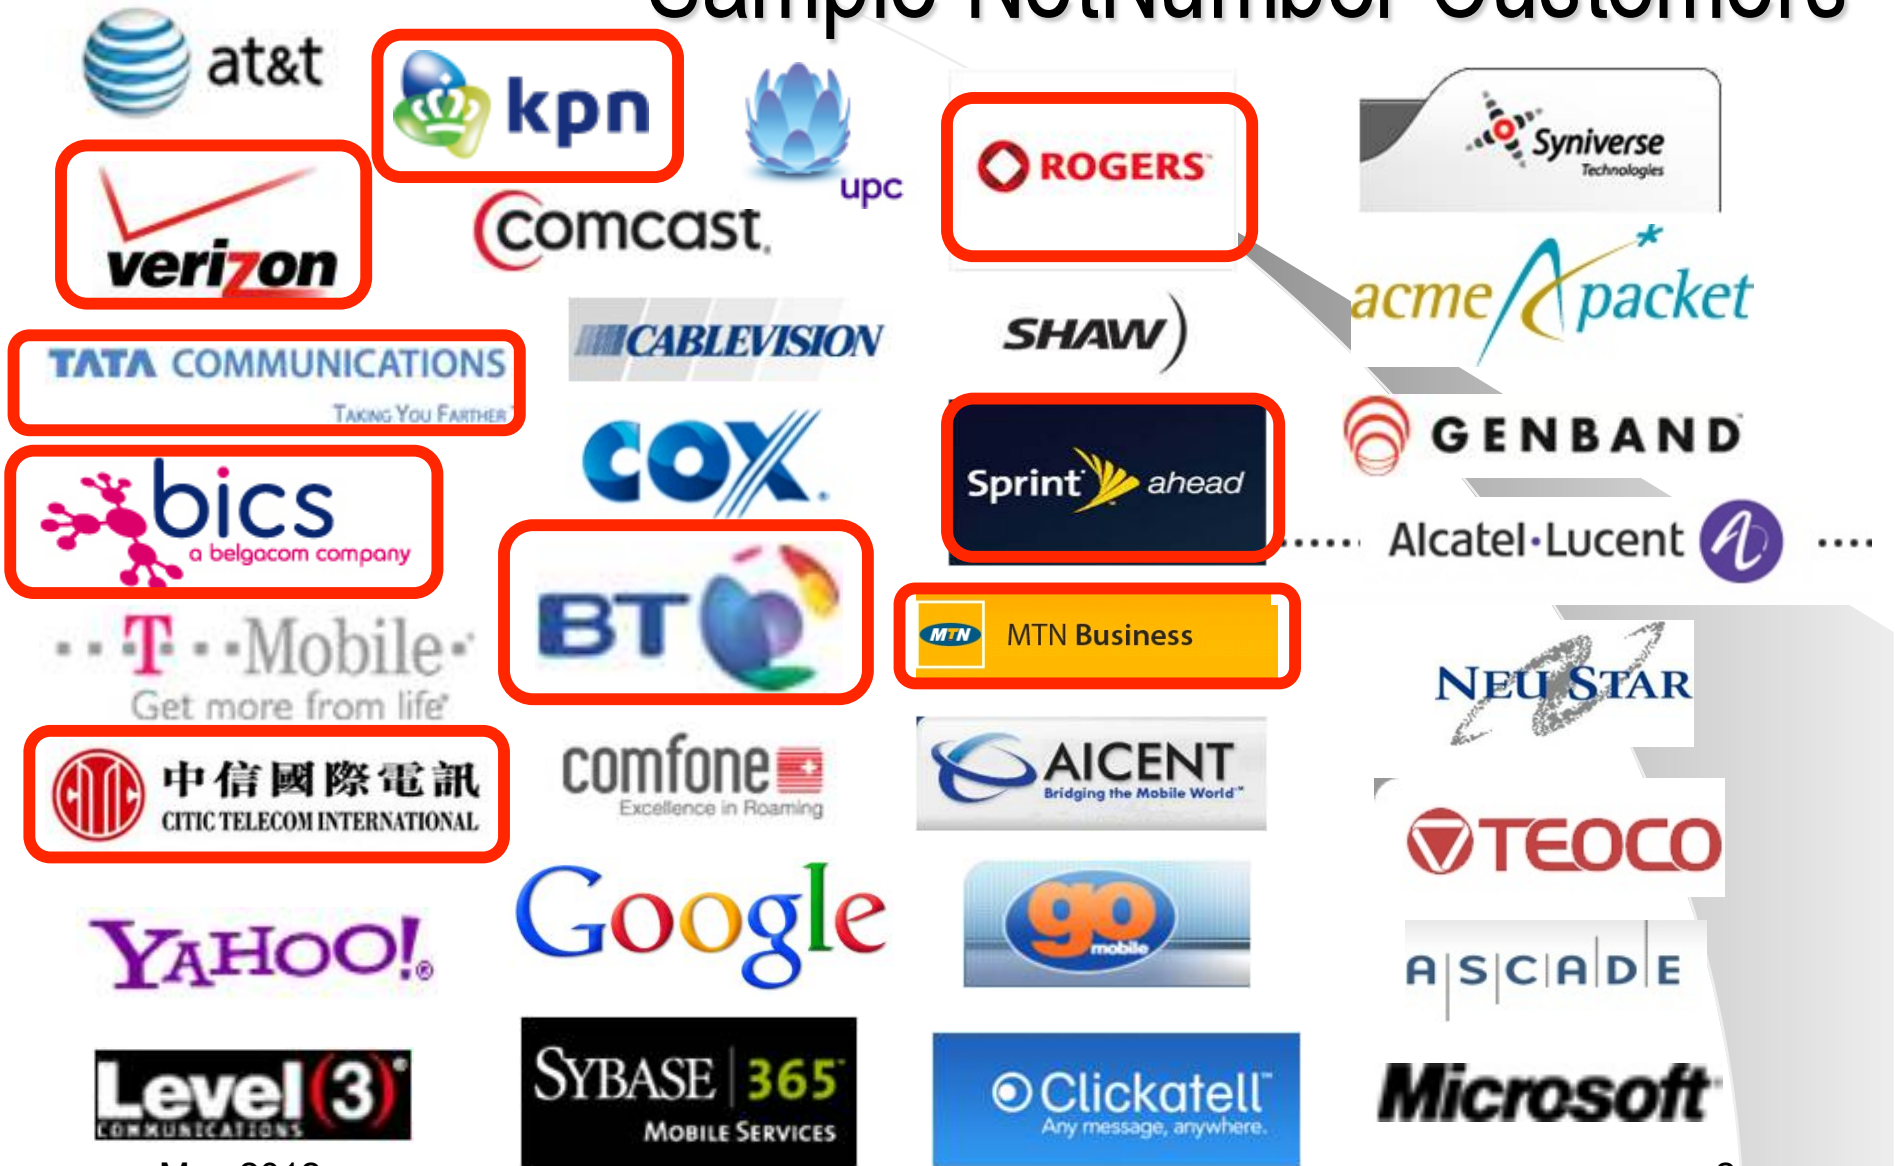 Sample NetNumber Customers
at&t
kpn
upc
ROGERS
Syniverse
Technologies
verizon
comcast.
acme packet
TATA COMMUNICATIONS
TAKING YOU FARTHER
CABLEVISION
SHAW)
COX.
Sprint ahead
GENBAND
bics
a belgacom company
Alcatel·Lucent
BT
MTN MTN Business
T··Mobile·
Get more from life®
NEUSTAR
中信國際電訊
CITIC TELECOM INTERNATIONAL
comfone
Excellence in Roaming
AICENT
Bridging the Mobile World™
TEOCO
YAHOO!®
Google
go
mobile
A|S|C|A|D|E
Level(3)®
COMMUNICATIONS
SYBASE | 365
MOBILE SERVICES
Clickatell™
Any message, anywhere.
Microsoft